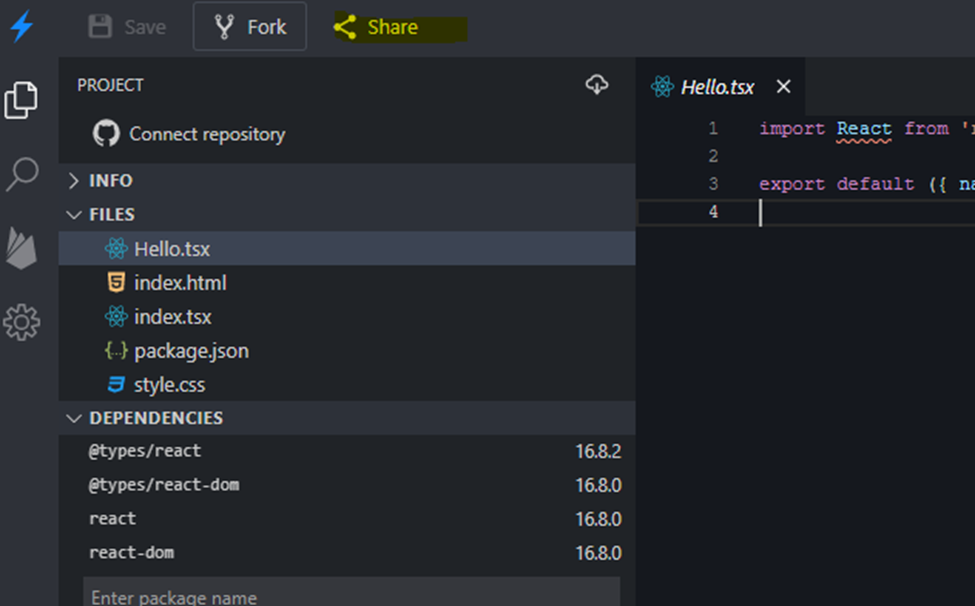 Save Fork Share
PROJECT
Connect repository
INFO
FILES
Hello.tsx
index.html
index.tsx
package.json
style.css
DEPENDENCIES
@types/react 16.8.2
@types/react-dom 16.8.0
react 16.8.0
react-dom 16.8.0
Enter package name
Hello.tsx
1 import React from '
2
3 export default ({ na
4